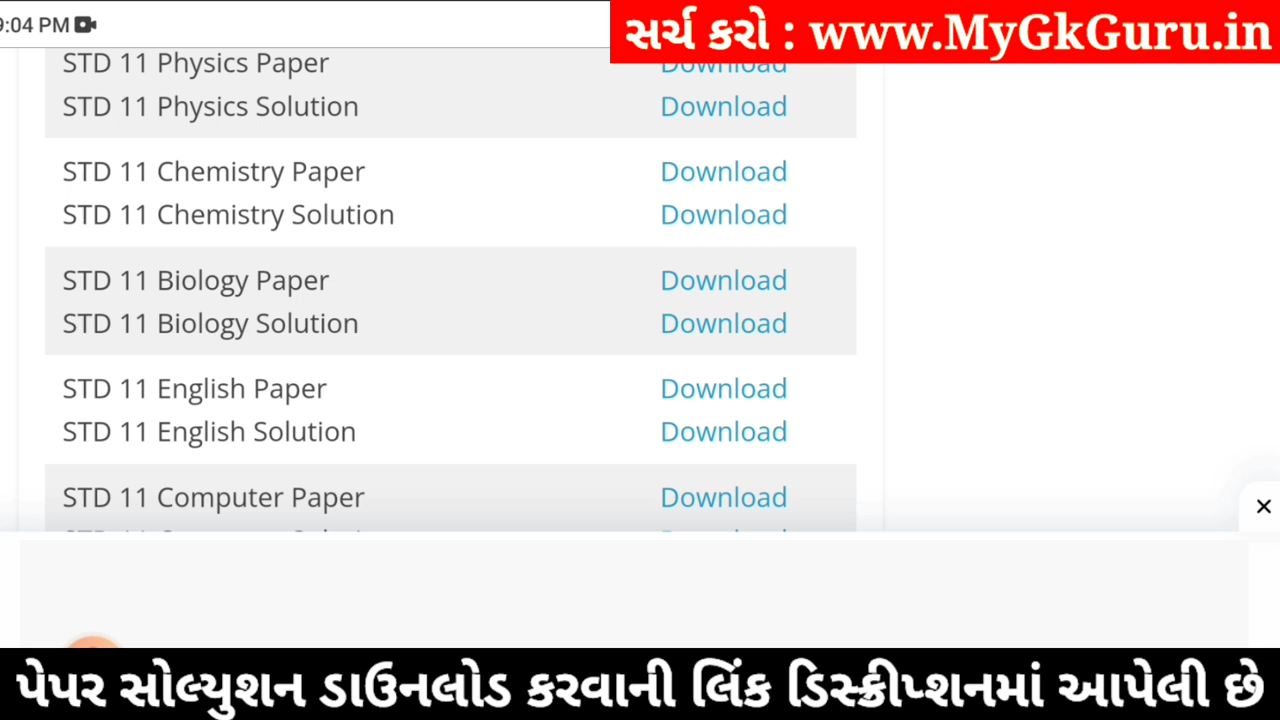 9:04 PM
સર્ચ કરો : www.MyGkGuru.in
STD 11 Physics Paper Download
STD 11 Physics Solution Download
STD 11 Chemistry Paper Download
STD 11 Chemistry Solution Download
STD 11 Biology Paper Download
STD 11 Biology Solution Download
STD 11 English Paper Download
STD 11 English Solution Download
STD 11 Computer Paper Download
પેપર સોલ્યુશન ડાઉનલોડ કરવાની લિંક ડિસ્ક્રીપ્શનમાં આપેલી છે